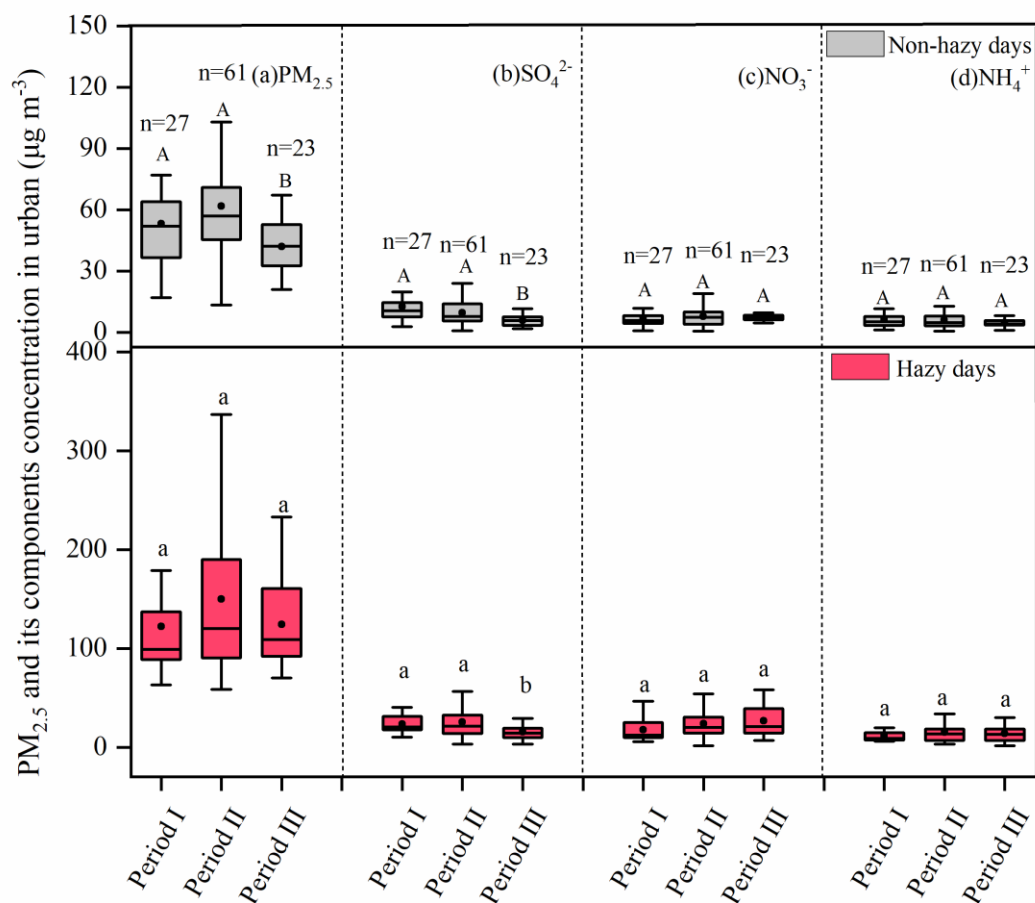 PM2.5 and its components concentration in urban (μg m-3)
150
120
90
60
30
0
Non-hazy days
(a)PM2.5
(b)SO4 2-
(c)NO3 -
(d)NH4 +
n=27
A
n=61
A
n=23
B
n=27
A
n=61
A
n=23
B
n=27
A
n=61
A
n=23
A
n=27
A
n=61
A
n=23
A
400
300
200
100
0
Hazy days
a
a
a
a
a
b
a
a
a
a
a
a
Period I
Period II
Period III
Period I
Period II
Period III
Period I
Period II
Period III
Period I
Period II
Period III